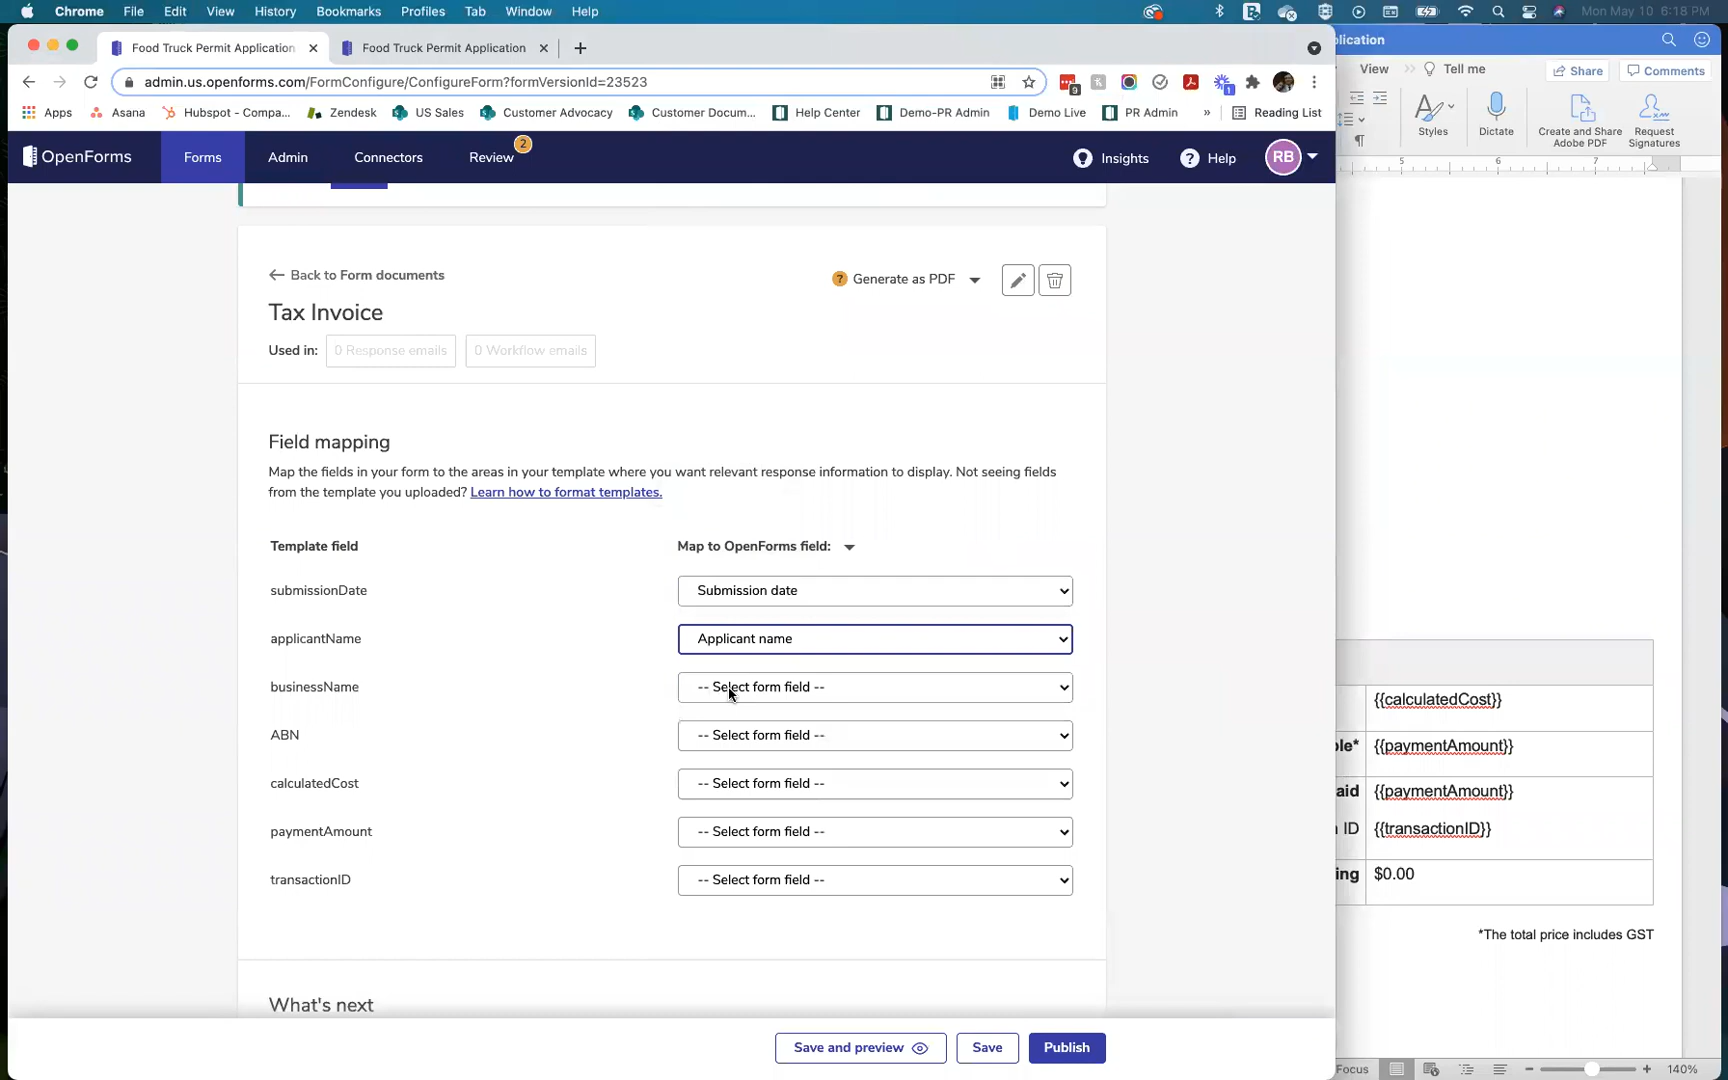 Chrome File Edit View History Bookmarks Profiles Tab Window Help Mon May 10 6:18 PM
Food Truck Permit Application
Food Truck Permit Application
plication
admin.us.openforms.com/FormConfigure/ConfigureForm?formVersionId=23523
9
1
View
Tell me
Share
Comments
Apps Asana Hubspot - Compa... Zendesk US Sales Customer Advocacy Customer Docum... Help Center Demo-PR Admin Demo Live PR Admin » Reading List
Styles
Dictate
Create and Share
Adobe PDF
Request
Signatures
5 6 7
OpenForms
Forms
Admin
Connectors
Review
2
Insights
? Help
RB
Back to Form documents
? Generate as PDF
Tax Invoice
Used in: 0 Response emails 0 Workflow emails
Field mapping
Map the fields in your form to the areas in your template where you want relevant response information to display. Not seeing fields
from the template you uploaded? Learn how to format templates.
Template field Map to OpenForms field:
submissionDate Submission date
applicantName Applicant name
businessName -- Select form field --
ABN -- Select form field --
calculatedCost -- Select form field --
paymentAmount -- Select form field --
transactionID -- Select form field --
What's next
Save and preview
Save
Publish
{{calculatedCost}}
ble* {{paymentAmount}}
aid {{paymentAmount}}
ID {{transactionID}}
ing $0.00
*The total price includes GST
Focus
140%